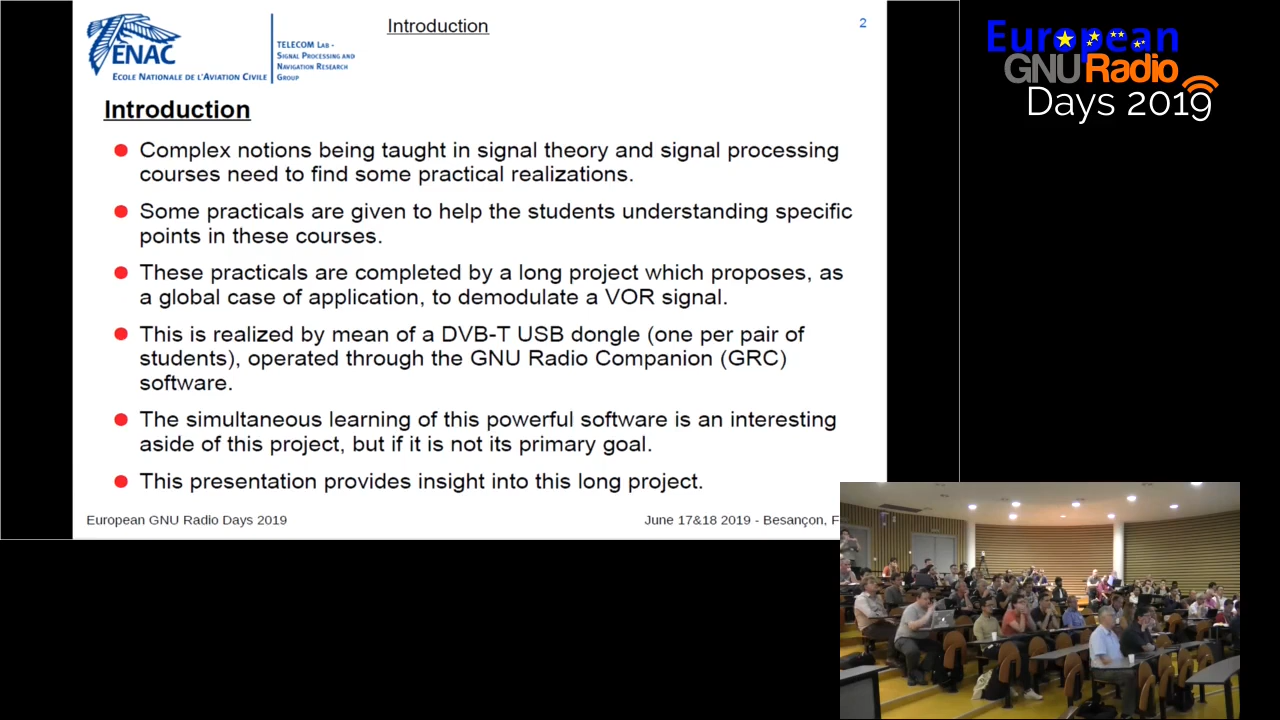 ENAC
ECOLE NATIONALE DE L'AVIATION CIVILE
TELECOM LAB -
SIGNAL PROCESSING AND
NAVIGATION RESEARCH
GROUP
Introduction
2
European
GNURadio
Days 2019
Introduction
Complex notions being taught in signal theory and signal processing
courses need to find some practical realizations.
Some practicals are given to help the students understanding specific
points in these courses.
These practicals are completed by a long project which proposes, as
a global case of application, to demodulate a VOR signal.
This is realized by mean of a DVB-T USB dongle (one per pair of
students), operated through the GNU Radio Companion (GRC)
software.
The simultaneous learning of this powerful software is an interesting
aside of this project, but if it is not its primary goal.
This presentation provides insight into this long project.
European GNU Radio Days 2019
June 17&18 2019 - Besançon, F